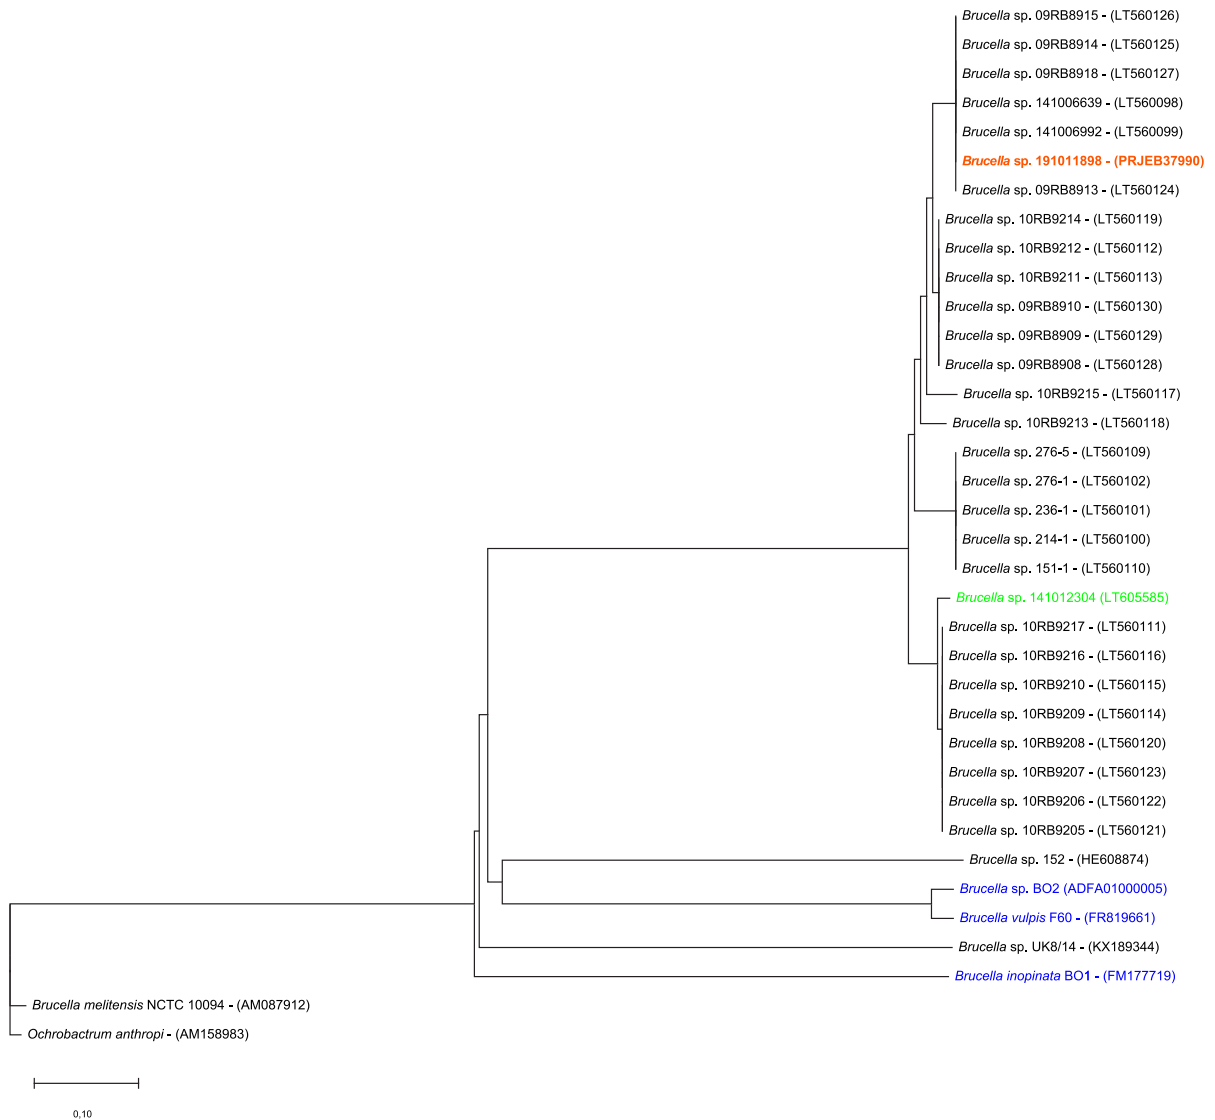 Brucella sp. 09RB8915 - (LT560126)
Brucella sp. 09RB8914 - (LT560125)
Brucella sp. 09RB8918 - (LT560127)
Brucella sp. 141006639 - (LT560098)
Brucella sp. 141006992 - (LT560099)
Brucella sp. 191011898 - (PRJEB37990)
Brucella sp. 09RB8913 - (LT560124)
Brucella sp. 10RB9214 - (LT560119)
Brucella sp. 10RB9212 - (LT560112)
Brucella sp. 10RB9211 - (LT560113)
Brucella sp. 09RB8910 - (LT560130)
Brucella sp. 09RB8909 - (LT560129)
Brucella sp. 09RB8908 - (LT560128)
Brucella sp. 10RB9215 - (LT560117)
Brucella sp. 10RB9213 - (LT560118)
Brucella sp. 276-5 - (LT560109)
Brucella sp. 276-1 - (LT560102)
Brucella sp. 236-1 - (LT560101)
Brucella sp. 214-1 - (LT560100)
Brucella sp. 151-1 - (LT560110)
Brucella sp. 141012304 (LT605585)
Brucella sp. 10RB9217 - (LT560111)
Brucella sp. 10RB9216 - (LT560116)
Brucella sp. 10RB9210 - (LT560115)
Brucella sp. 10RB9209 - (LT560114)
Brucella sp. 10RB9208 - (LT560120)
Brucella sp. 10RB9207 - (LT560123)
Brucella sp. 10RB9206 - (LT560122)
Brucella sp. 10RB9205 - (LT560121)
Brucella sp. 152 - (HE608874)
Brucella sp. BO2 (ADFA01000005)
Brucella vulpis F60 - (FR819661)
Brucella sp. UK8/14 - (KX189344)
Brucella inopinata BO1 - (FM177719)
Brucella melitensis NCTC 10094 - (AM087912)
Ochrobactrum anthropi - (AM158983)
0,10